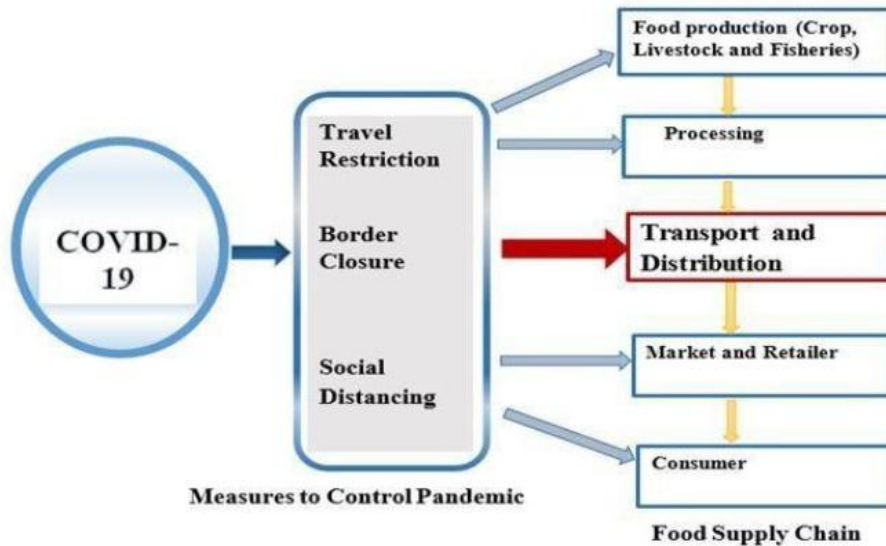 COVID-
19
Travel
Restriction
Border
Closure
Social
Distancing
Measures to Control Pandemic
Food production (Crop,
Livestock and Fisheries)
Processing
Transport and
Distribution
Market and Retailer
Consumer
Food Supply Chain